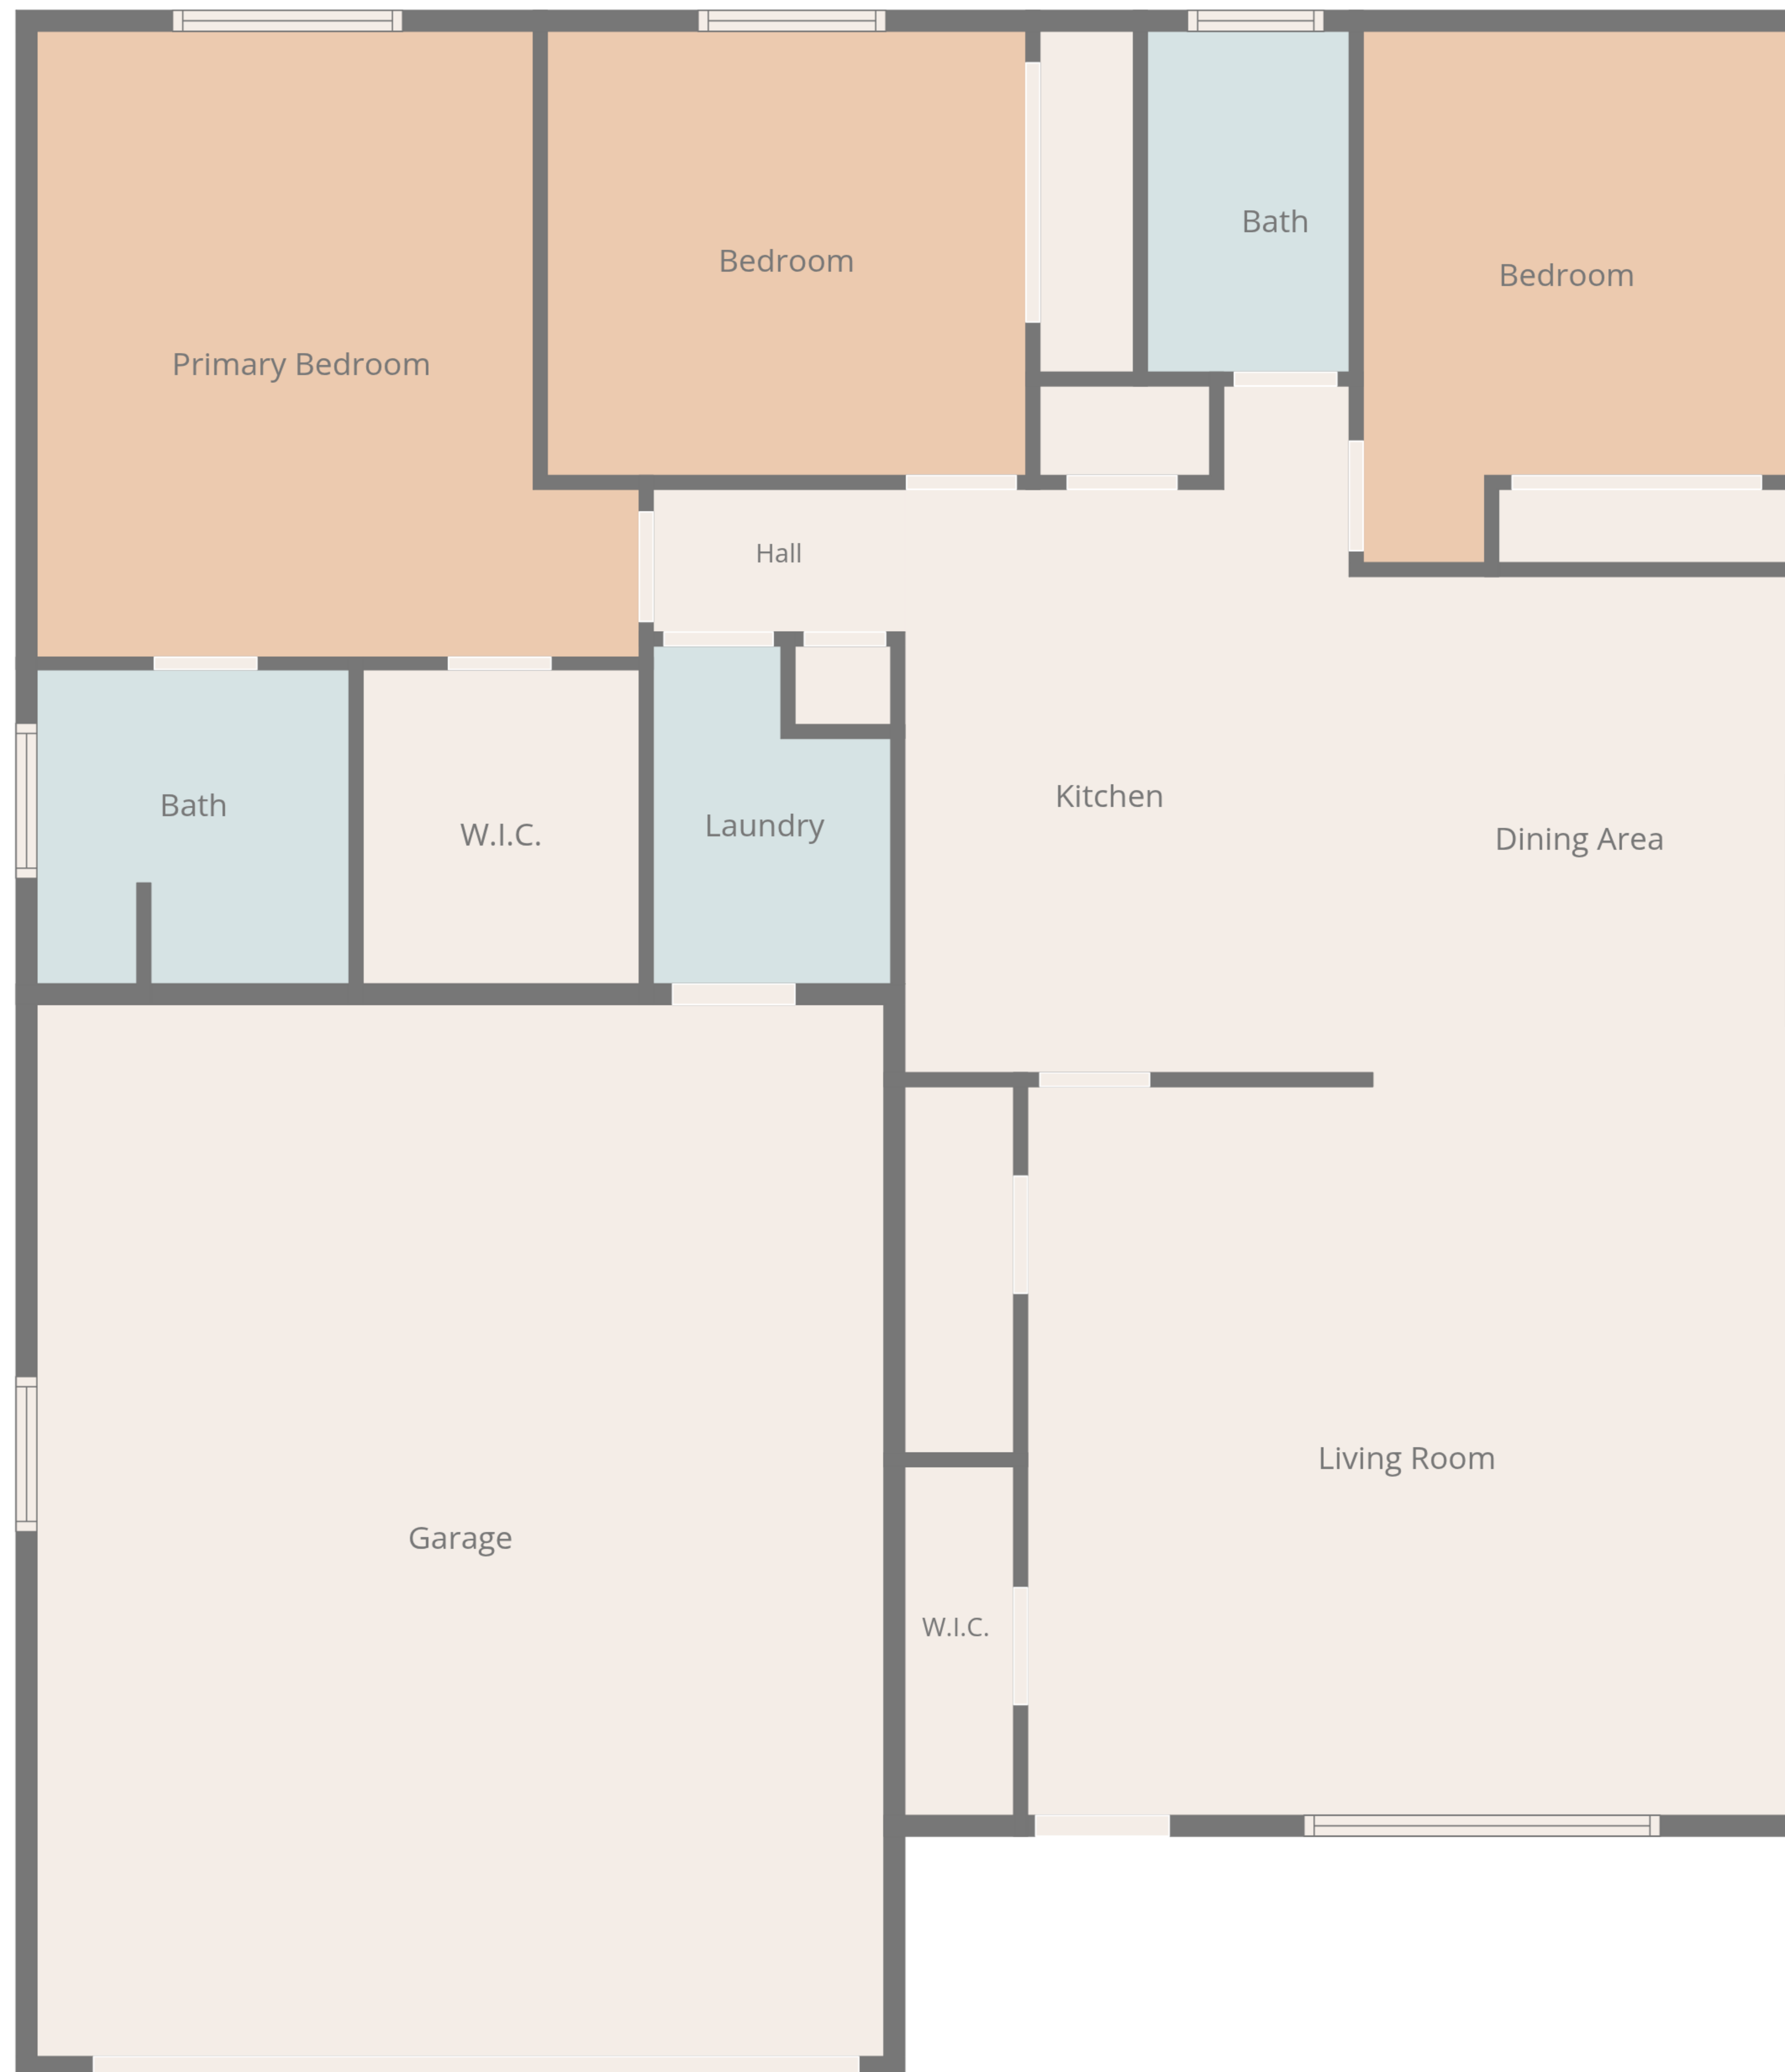 Bath
Bedroom
Bedroom
Primary Bedroom
Hall
Kitchen
Bath
Laundry
W.I.C.
Dining Area
Living Room
Garage
W.I.C.